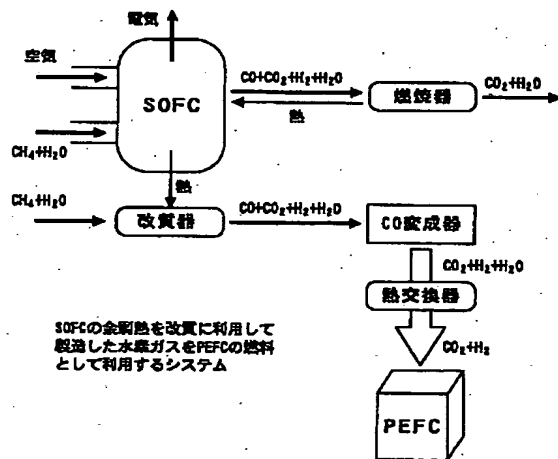 電気
空気
SOFC
CO+CO₂+H₂+H₂O
熱
燃焼器
CO₂+H₂O
CH₄+H₂O
熱
CH₄+H₂O
改質器
CO+CO₂+H₂+H₂O
CO変成器
CO₂+H₂+H₂O
熱交換器
SOFCの余剰熱を改質に利用して
製造した水素ガスをPEFCの燃料
として利用するシステム
CO₂+H₂
PEFC